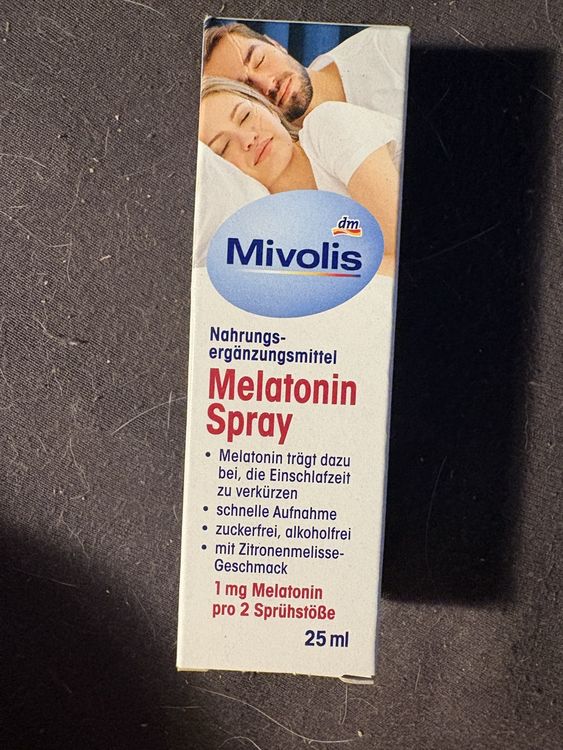 dm
Mivolis
Nahrungs-
ergänzungsmittel
Melatonin
Spray
• Melatonin trägt dazu
bei, die Einschlafzeit
zu verkürzen
• schnelle Aufnahme
• zuckerfrei, alkoholfrei
• mit Zitronenmelisse-
Geschmack
1 mg Melatonin
pro 2 Sprühstöße
25 ml